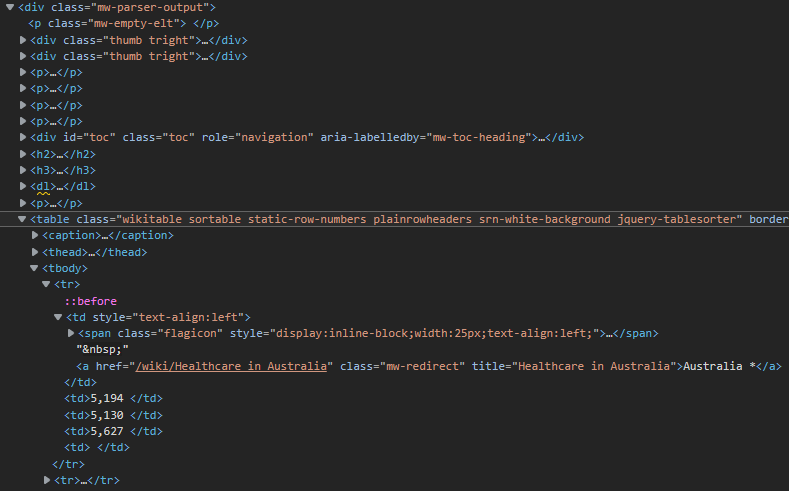 <div class="mw-parser-output">
<p class="mw-empty-elt"> </p>
<div class="thumb tright">…</div>
<div class="thumb tright">…</div>
<p>…</p>
<p>…</p>
<p>…</p>
<p>…</p>
<div id="toc" class="toc" role="navigation" aria-labelledby="mw-toc-heading">…</div>
<h2>…</h2>
<h3>…</h3>
<dl>…</dl>
<p>…</p>
<table class="wikitable sortable static-row-numbers plainrowheaders srn-white-background jquery-tablesorter" border
<caption>…</caption>
<thead>…</thead>
<tbody>
<tr>
::before
<td style="text-align:left">
<span class="flagicon" style="display:inline-block;width:25px;text-align:left;">…</span>
"&nbsp;"
<a href="/wiki/Healthcare in Australia" class="mw-redirect" title="Healthcare in Australia">Australia *</a>
</td>
<td>5,194 </td>
<td>5,130 </td>
<td>5,627 </td>
<td> </td>
</tr>
<tr>…</tr>